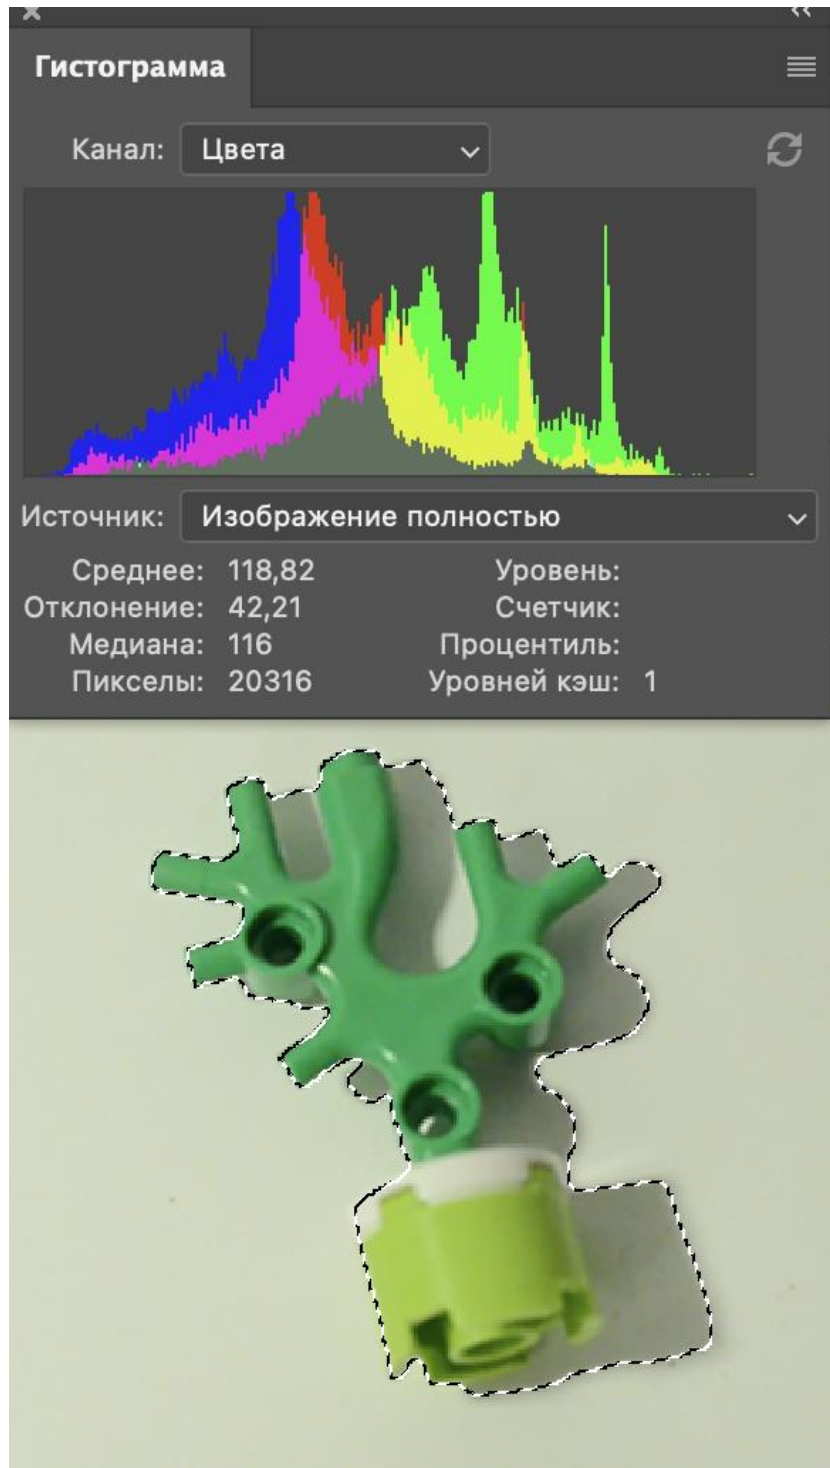 Гистограмма
Канал: Цвета
Источник: Изображение полностью
Среднее: 118,82 Уровень:
Отклонение: 42,21 Счетчик:
Медиана: 116 Процентиль:
Пикселы: 20316 Уровней кэш: 1